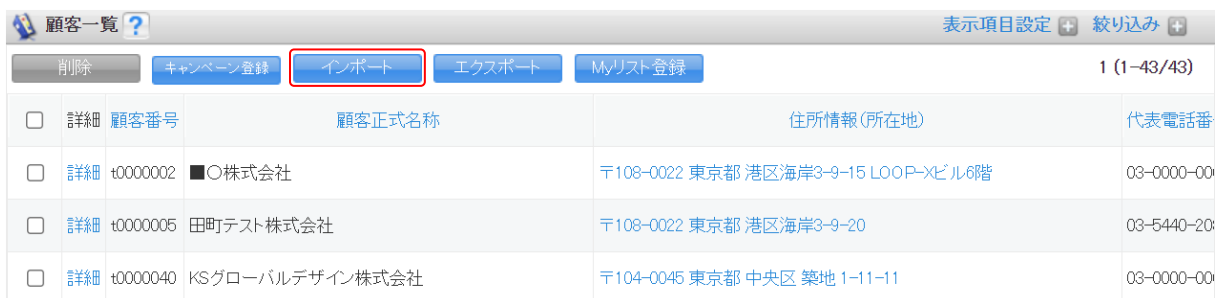 顧客一覧 ? 表示項目設定 絞り込み
削除 キャンペーン登録 インポート エクスポート Myリスト登録 1 (1-43/43)
詳細 顧客番号 顧客正式名称 住所情報(所在地) 代表電話番
詳細 t0000002 ■〇株式会社 〒108-0022 東京都 港区海岸3-9-15 LOOP-Xビル6階 03-0000-00
詳細 t0000005 田町テスト株式会社 〒108-0022 東京都 港区海岸3-9-20 03-5440-20
詳細 t0000040 KSグローバルデザイン株式会社 〒104-0045 東京都 中央区 築地 1-11-11 03-0000-00